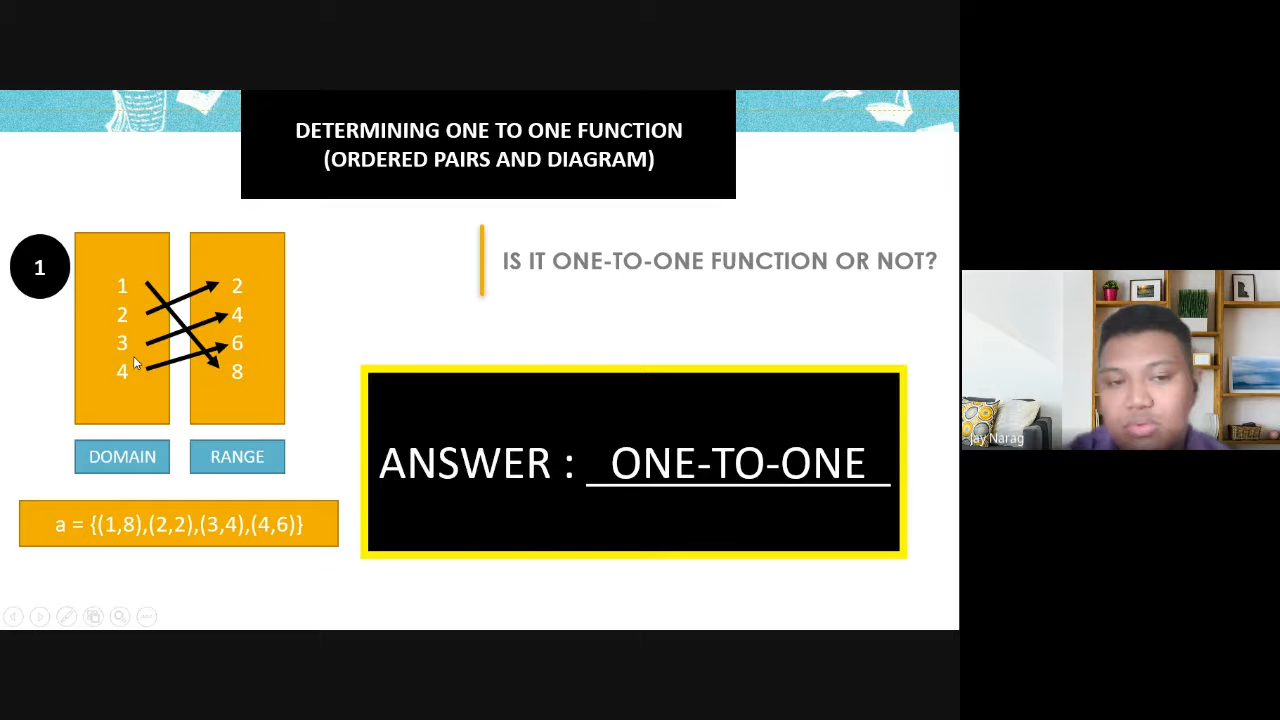 DETERMINING ONE TO ONE FUNCTION
(ORDERED PAIRS AND DIAGRAM)
1
1
2
3
4
2
4
6
8
DOMAIN
RANGE
a = {(1,8),(2,2),(3,4),(4,6)}
IS IT ONE-TO-ONE FUNCTION OR NOT?
ANSWER : ONE-TO-ONE
Jay Narag